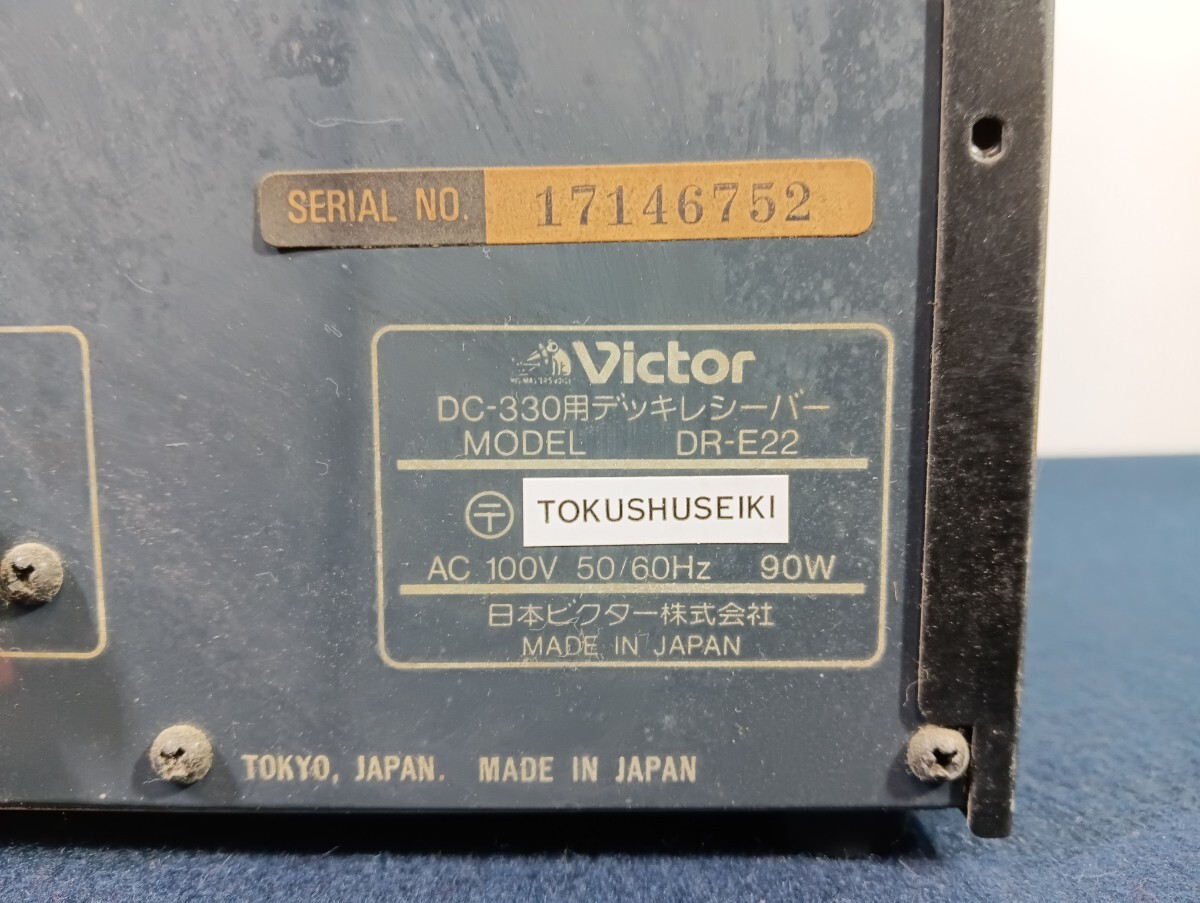 SERIAL NO. 17146752
Victor
DC-330用デッキレシーバー
MODEL DR-E22
〒 TOKUSHUSEIKI
AC 100V 50/60Hz 90W
日本ビクター株式会社
MADE IN JAPAN
TOKYO, JAPAN. MADE IN JAPAN